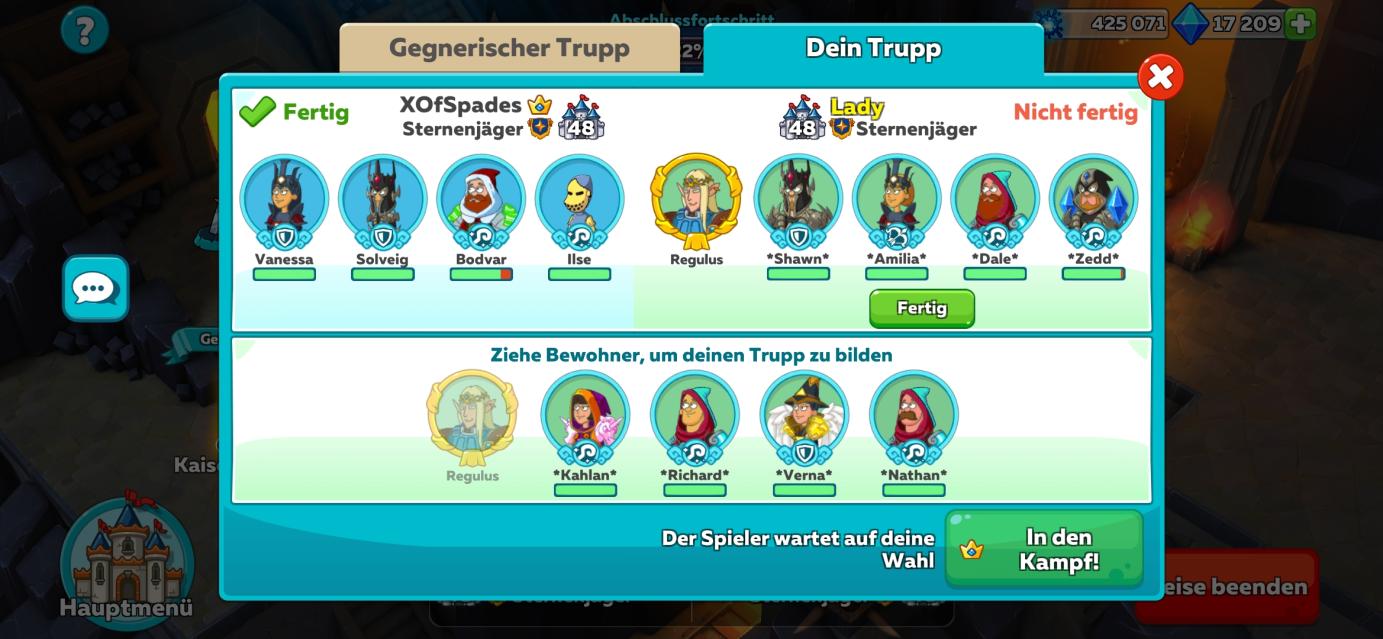 ?
Abschlussfortschritt
425 071
17 209
Gegnerischer Trupp
Dein Trupp
Fertig
XOfSpades
Sternenjäger
48
48
Lady
Sternenjäger
Nicht fertig
Vanessa
Solveig
Bodvar
Ilse
Regulus
*Shawn*
*Amilia*
*Dale*
*Zedd*
Fertig
Ge
Ziehe Bewohner, um deinen Trupp zu bilden
Kais
Regulus
*Kahlan*
*Richard*
*Verna*
*Nathan*
Der Spieler wartet auf deine
Wahl
In den
Kampf!
eise beenden
Hauptmenü